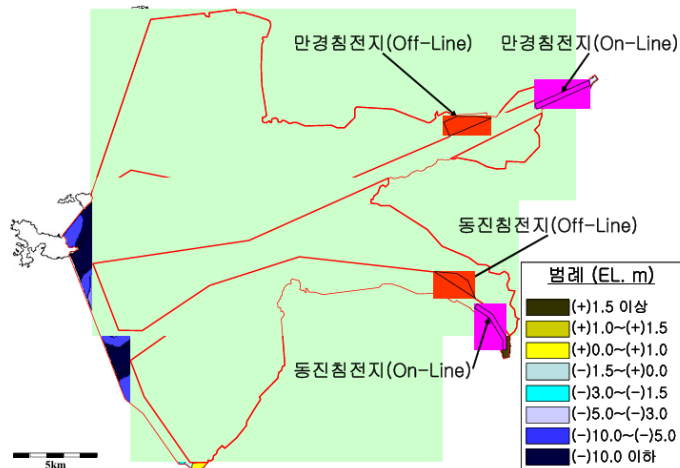 만경침전지(Off-Line)
만경침전지(On-Line)
동진침전지(Off-Line)
동진침전지(On-Line)
범례 (EL. m)
(+)1.5 이상
(+)1.0~(+)1.5
(+)0.0~(+)1.0
(-)1.5~(+)0.0
(-)3.0~(-)1.5
(-)5.0~(-)3.0
(-)10.0~(-)5.0
(-)10.0 이하
5km